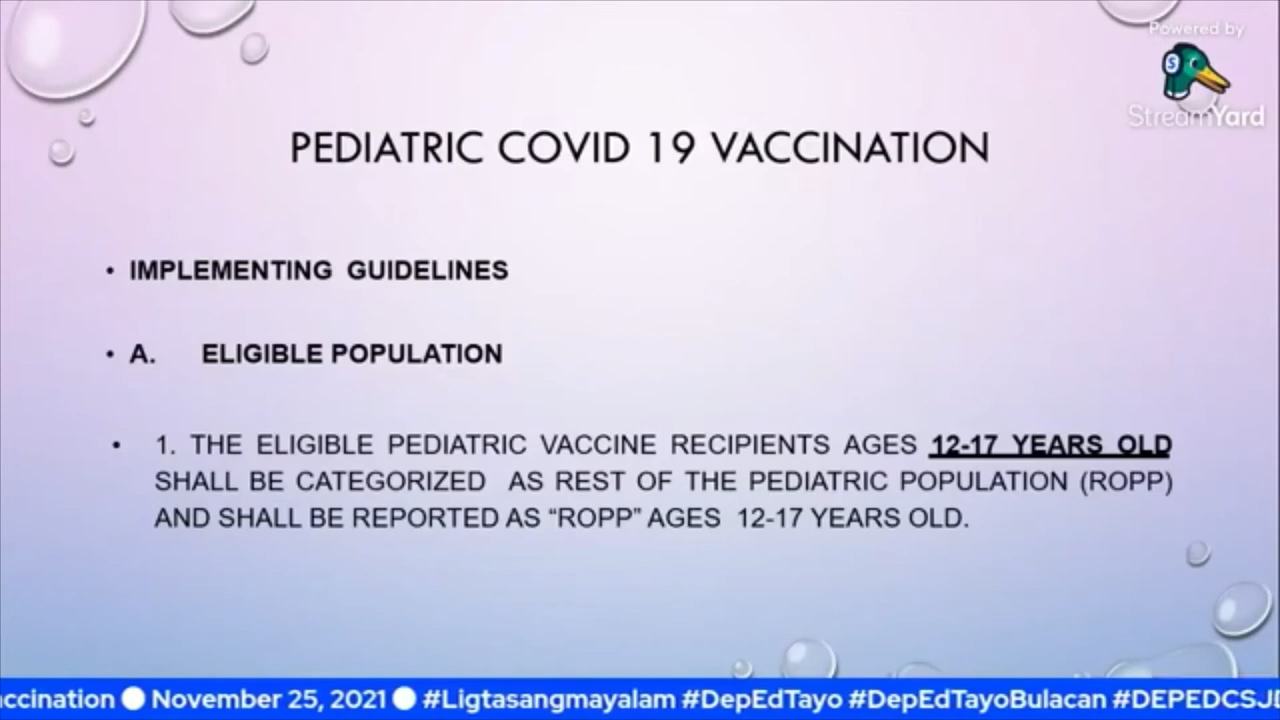 Powered by
StreamYard
PEDIATRIC COVID 19 VACCINATION
• IMPLEMENTING GUIDELINES
• A. ELIGIBLE POPULATION
• 1. THE ELIGIBLE PEDIATRIC VACCINE RECIPIENTS AGES 12-17 YEARS OLD
SHALL BE CATEGORIZED AS REST OF THE PEDIATRIC POPULATION (ROPP)
AND SHALL BE REPORTED AS “ROPP” AGES 12-17 YEARS OLD.
ccination ● November 25, 2021 ● #Ligtasangmayalam #DepEdTayo #DepEdTayoBulacan #DEPEDCSJD